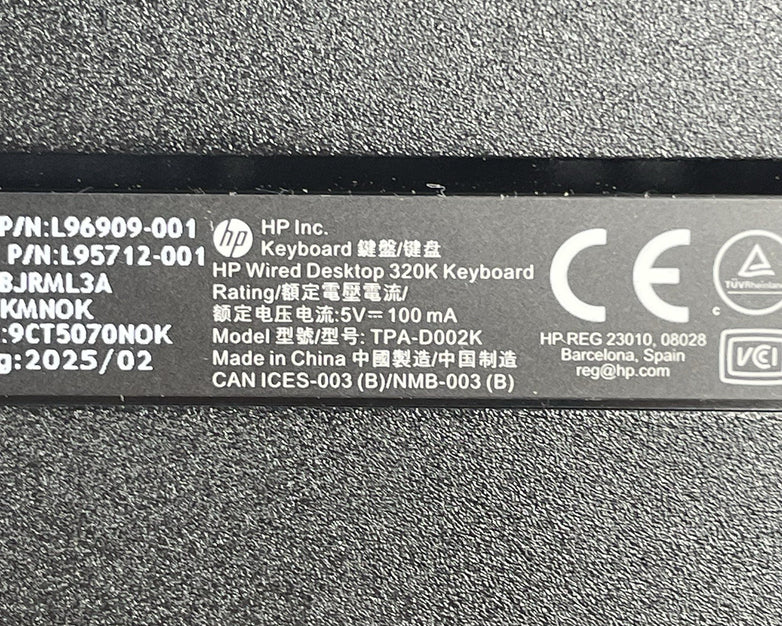 P/N:L96909-001
P/N:L95712-001
BJRML3A
KMNOK
:9CT5070NOK
g:2025/02
hp
HP Inc.
Keyboard 鍵盤/键盘
HP Wired Desktop 320K Keyboard
Rating/額定電壓電流/
额定电压电流:5V⎓100 mA
Model 型號/型号: TPA-D002K
Made in China 中國製造/中国制造
CAN ICES-003 (B)/NMB-003 (B)
CE
HP-REG 23010, 08028
Barcelona, Spain
reg@hp.com
TÜVRheinland
c
VCI